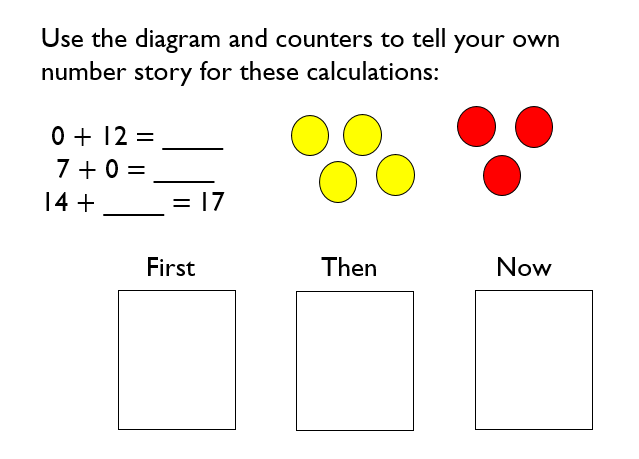 Use the diagram and counters to tell your own
number story for these calculations:
0 + 12 = ____
7 + 0 = ____
14 + ____ = 17
First Then Now